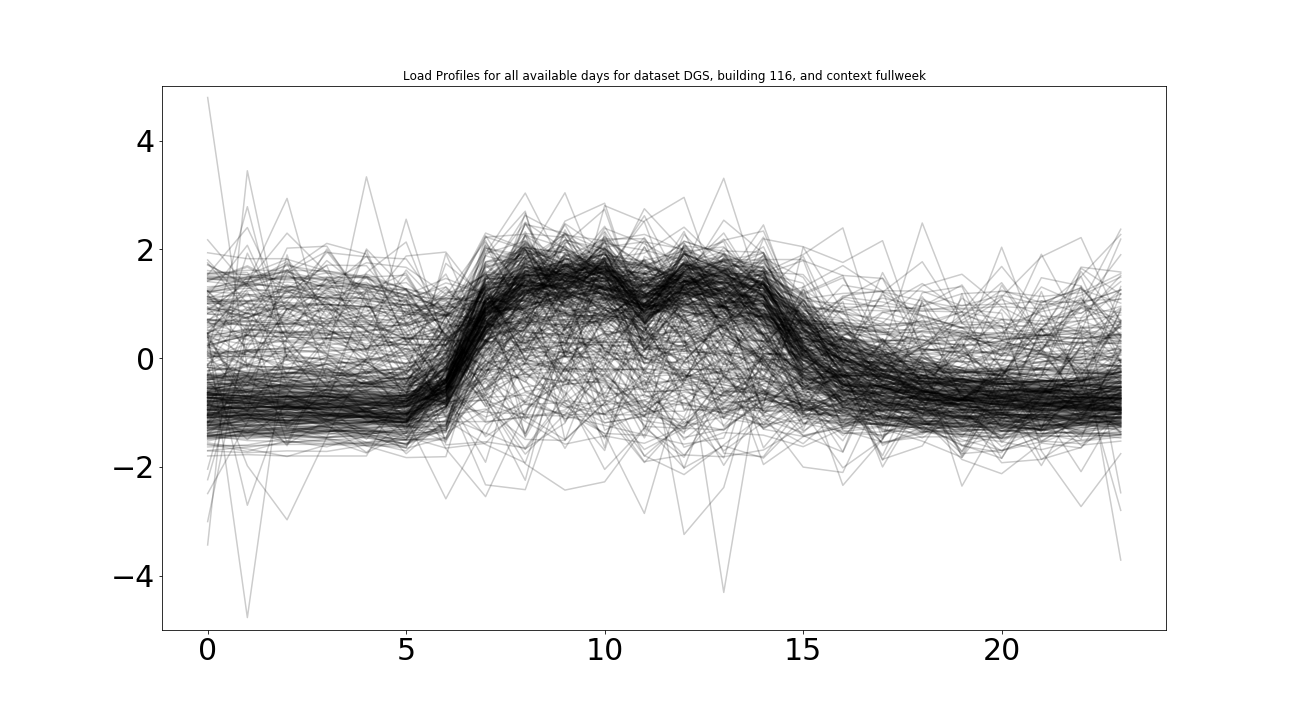 Load Profiles for all available days for dataset DGS, building 116, and context fullweek
4
2
0
−2
−4
0 5 10 15 20